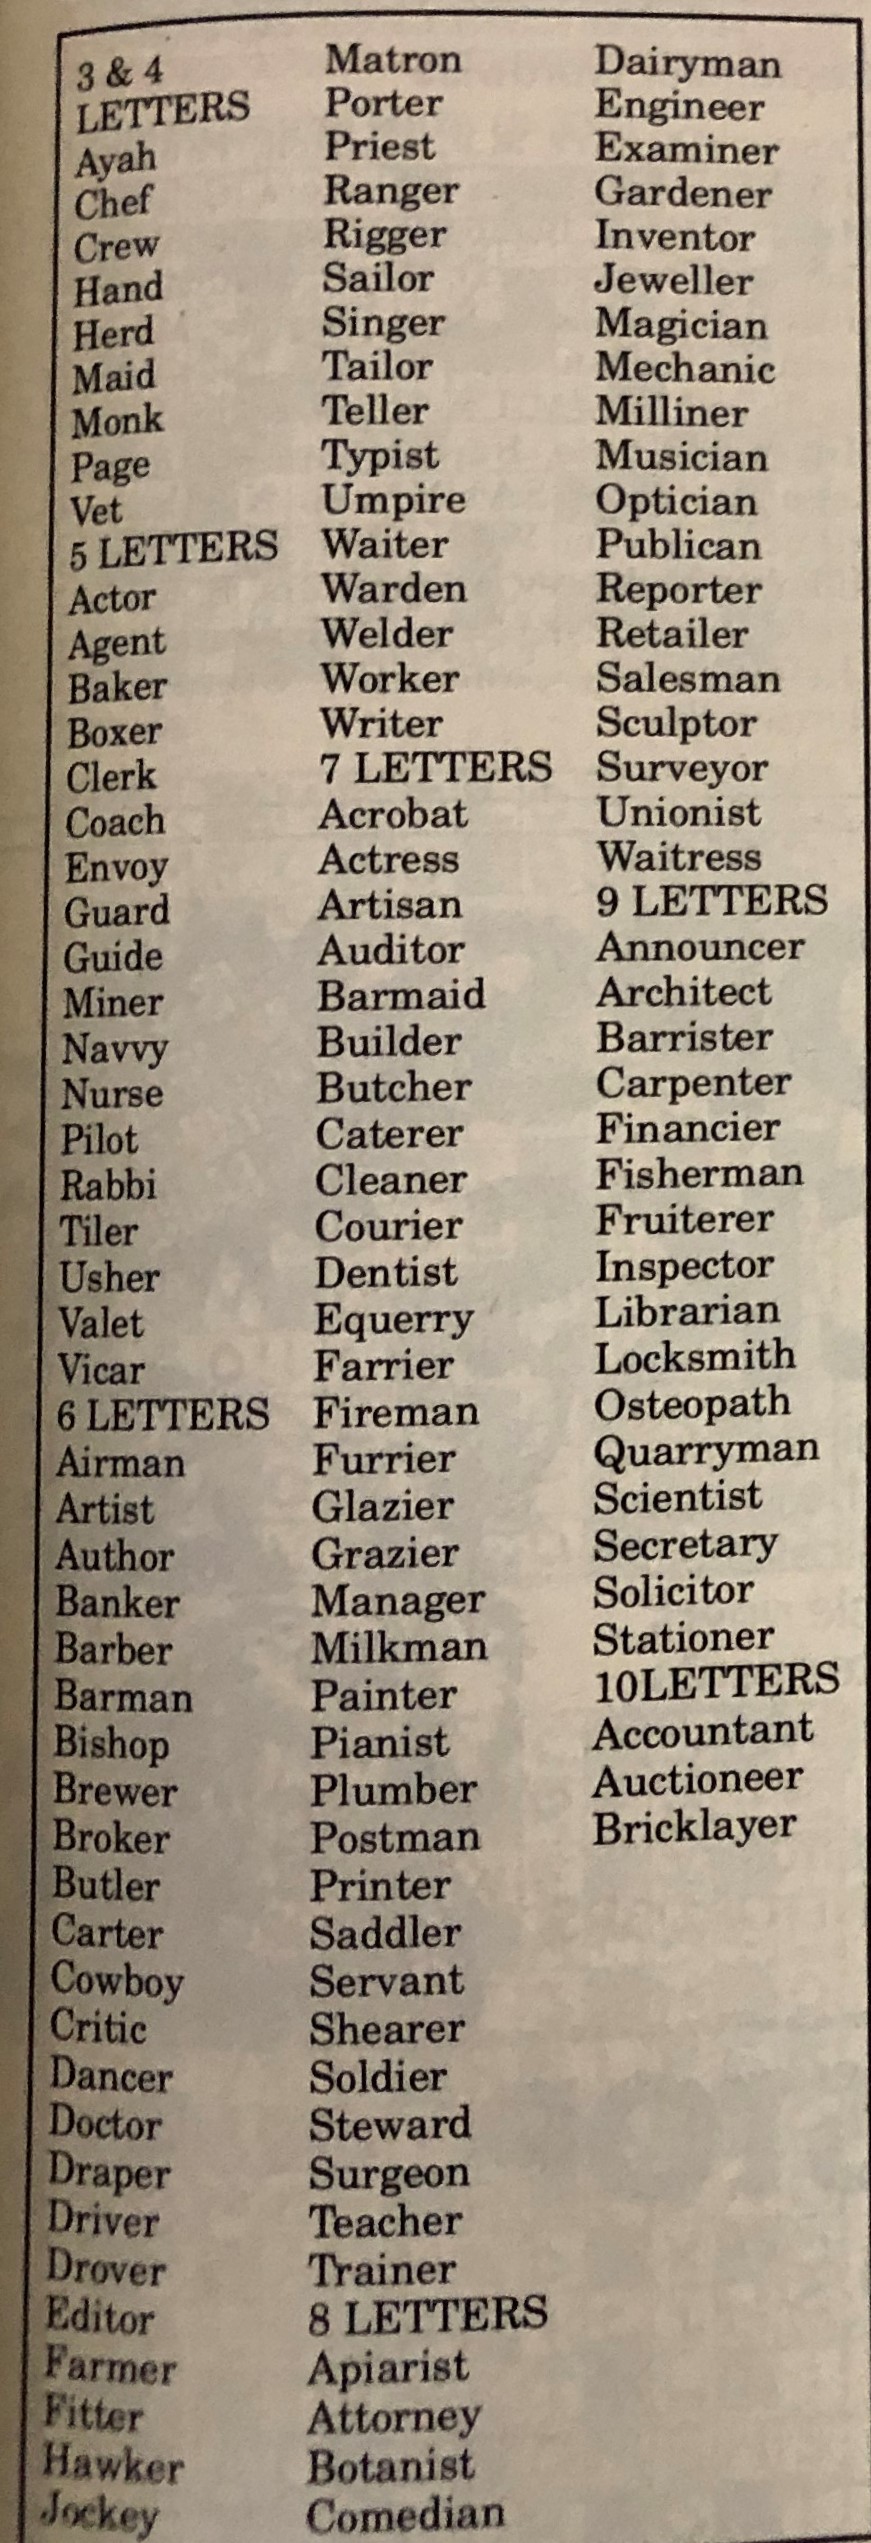 3 & 4
LETTERS
Ayah
Chef
Crew
Hand
Herd
Maid
Monk
Page
Vet
5 LETTERS
Actor
Agent
Baker
Boxer
Clerk
Coach
Envoy
Guard
Guide
Miner
Navvy
Nurse
Pilot
Rabbi
Tiler
Usher
Valet
Vicar
6 LETTERS
Airman
Artist
Author
Banker
Barber
Barman
Bishop
Brewer
Broker
Butler
Carter
Cowboy
Critic
Dancer
Doctor
Draper
Driver
Drover
Editor
Farmer
Fitter
Hawker
Jockey
Matron
Porter
Priest
Ranger
Rigger
Sailor
Singer
Tailor
Teller
Typist
Umpire
Waiter
Warden
Welder
Worker
Writer
7 LETTERS
Acrobat
Actress
Artisan
Auditor
Barmaid
Builder
Butcher
Caterer
Cleaner
Courier
Dentist
Equerry
Farrier
Fireman
Furrier
Glazier
Grazier
Manager
Milkman
Painter
Pianist
Plumber
Postman
Printer
Saddler
Servant
Shearer
Soldier
Steward
Surgeon
Teacher
Trainer
8 LETTERS
Apiarist
Attorney
Botanist
Comedian
Dairyman
Engineer
Examiner
Gardener
Inventor
Jeweller
Magician
Mechanic
Milliner
Musician
Optician
Publican
Reporter
Retailer
Salesman
Sculptor
Surveyor
Unionist
Waitress
9 LETTERS
Announcer
Architect
Barrister
Carpenter
Financier
Fisherman
Fruiterer
Inspector
Librarian
Locksmith
Osteopath
Quarryman
Scientist
Secretary
Solicitor
Stationer
10LETTERS
Accountant
Auctioneer
Bricklayer